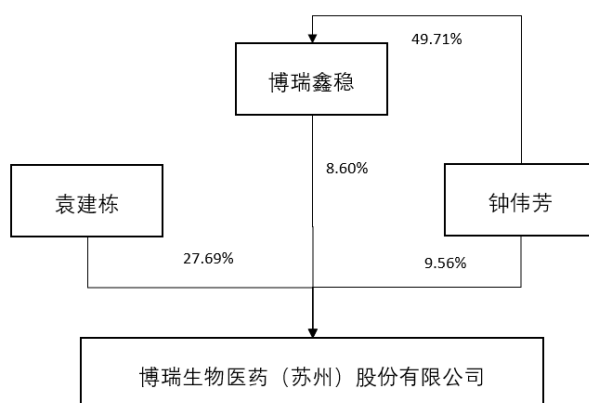 49.71%
博瑞鑫稳
8.60%
袁建栋
钟伟芳
27.69%
9.56%
博瑞生物医药（苏州）股份有限公司